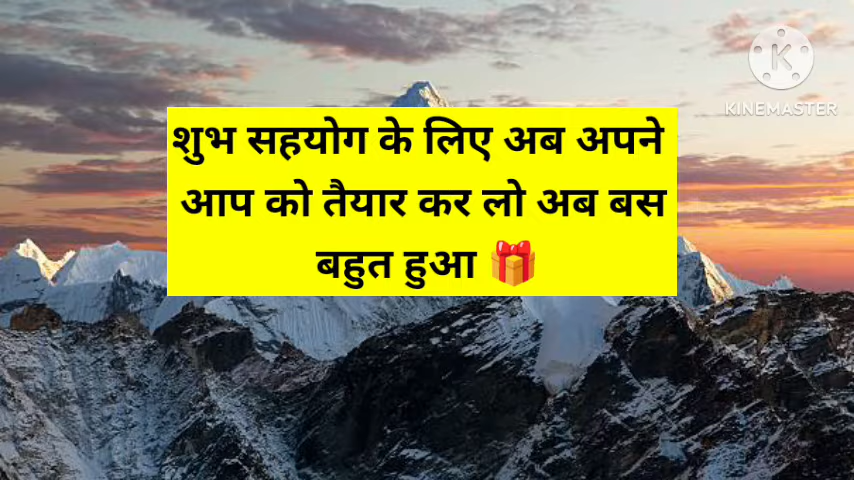 KINEMASTER
शुभ सहयोग के लिए अब अपने
आप को तैयार कर लो अब बस
बहुत हुआ 🎁